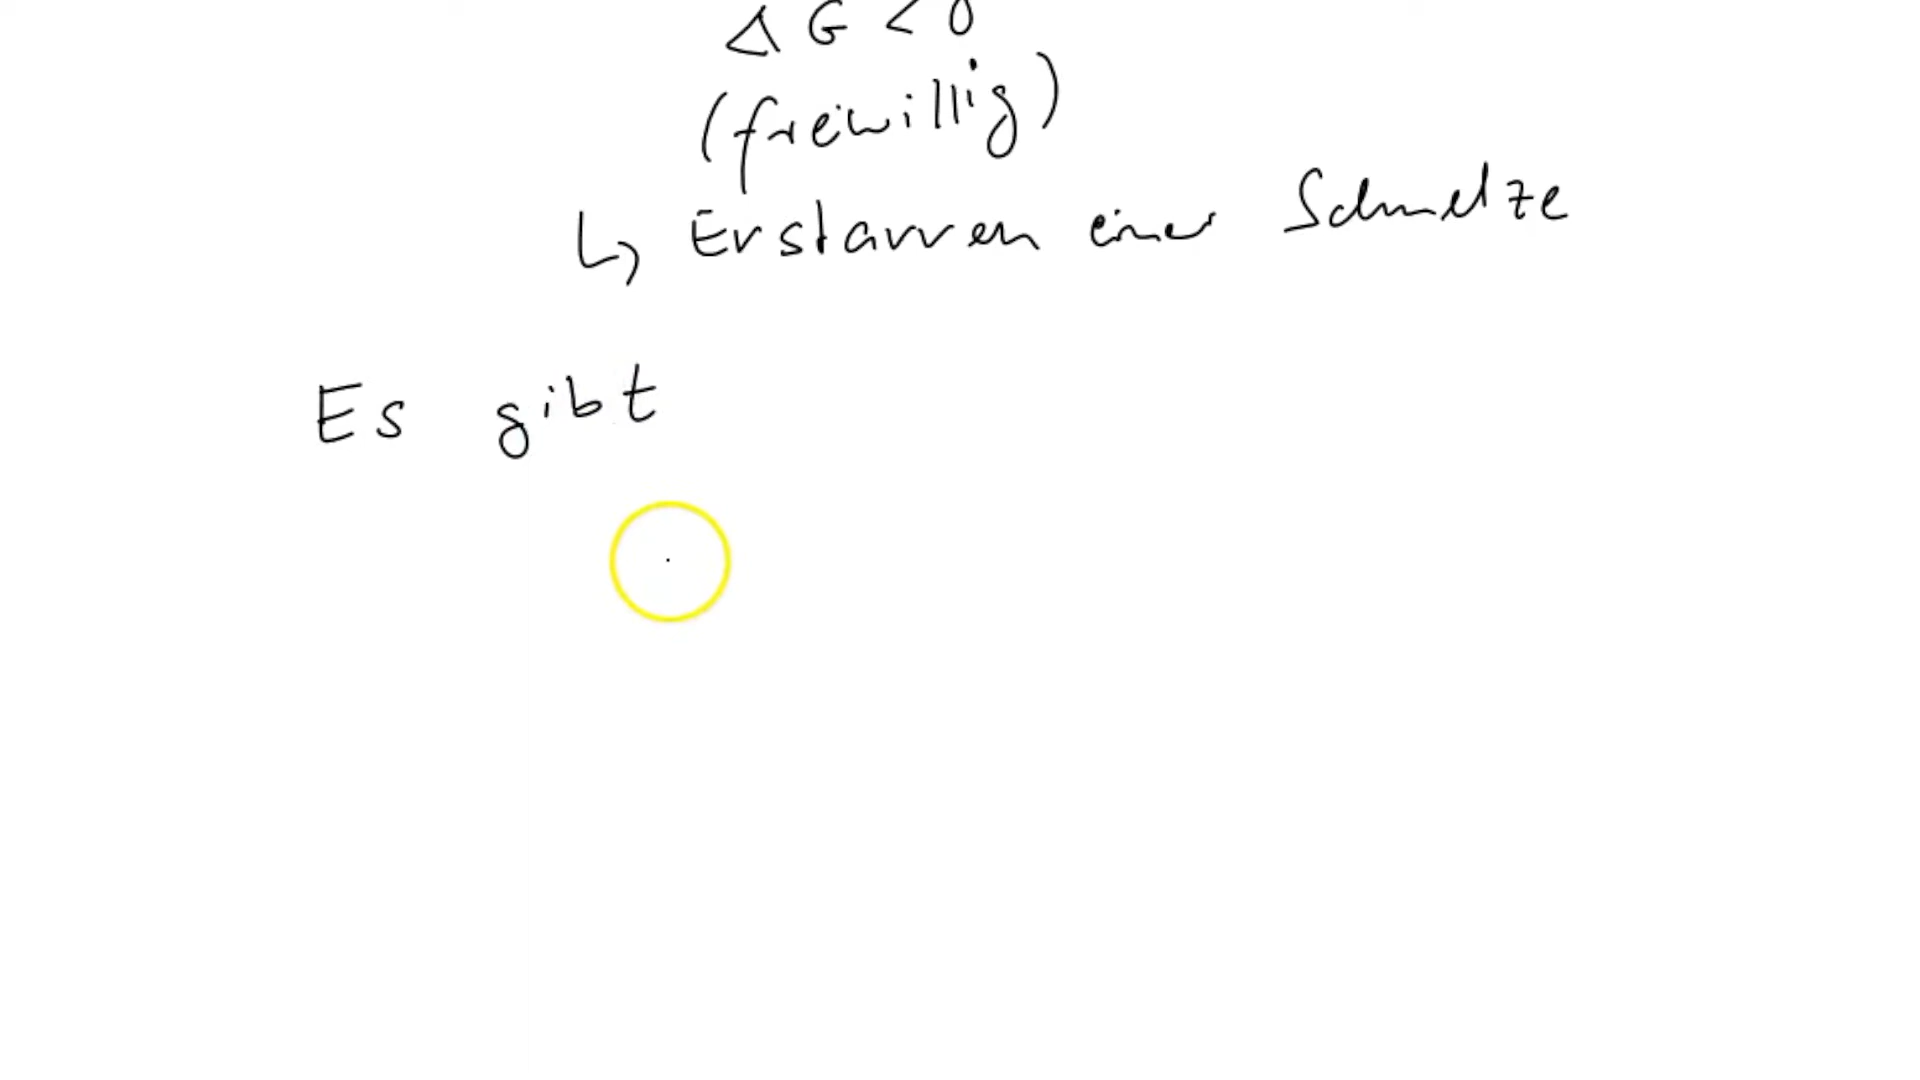 ΔG < 0
(freiwillig)
↳ Erstarren einer Schmelze
Es gibt